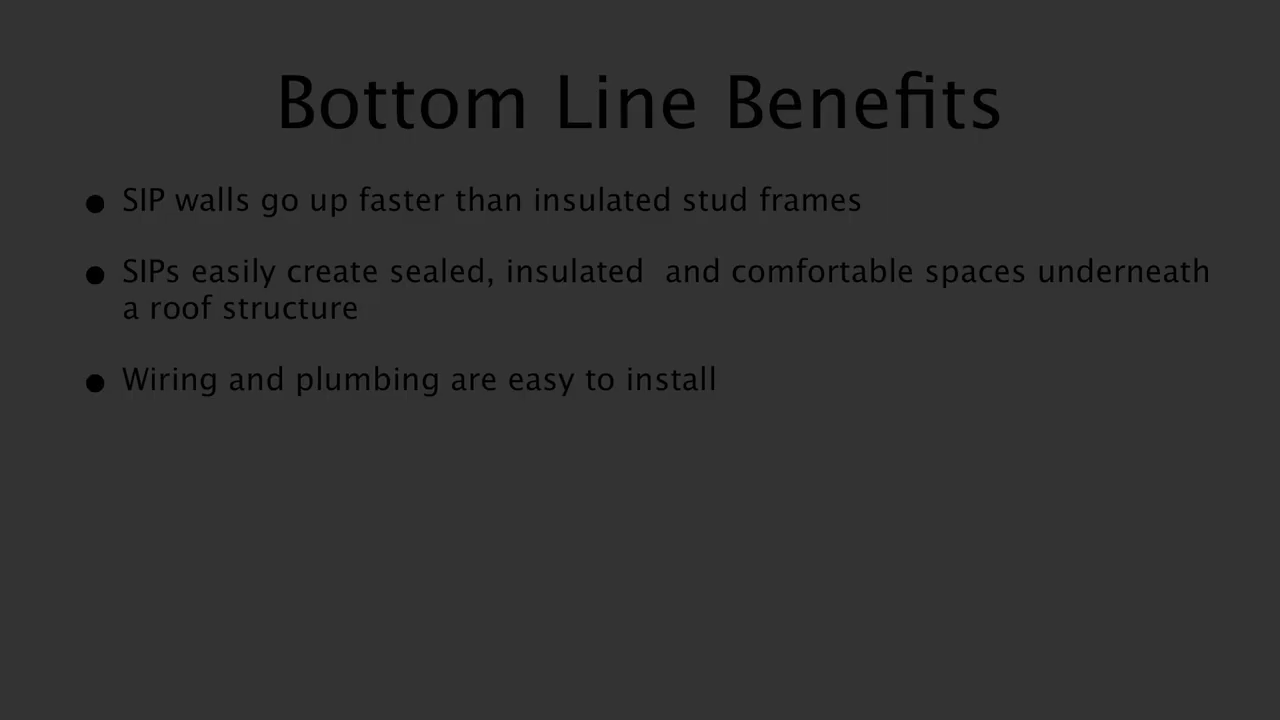 Bottom Line Benefits
● SIP walls go up faster than insulated stud frames
● SIPs easily create sealed, insulated  and comfortable spaces underneath
a roof structure
● Wiring and plumbing are easy to install